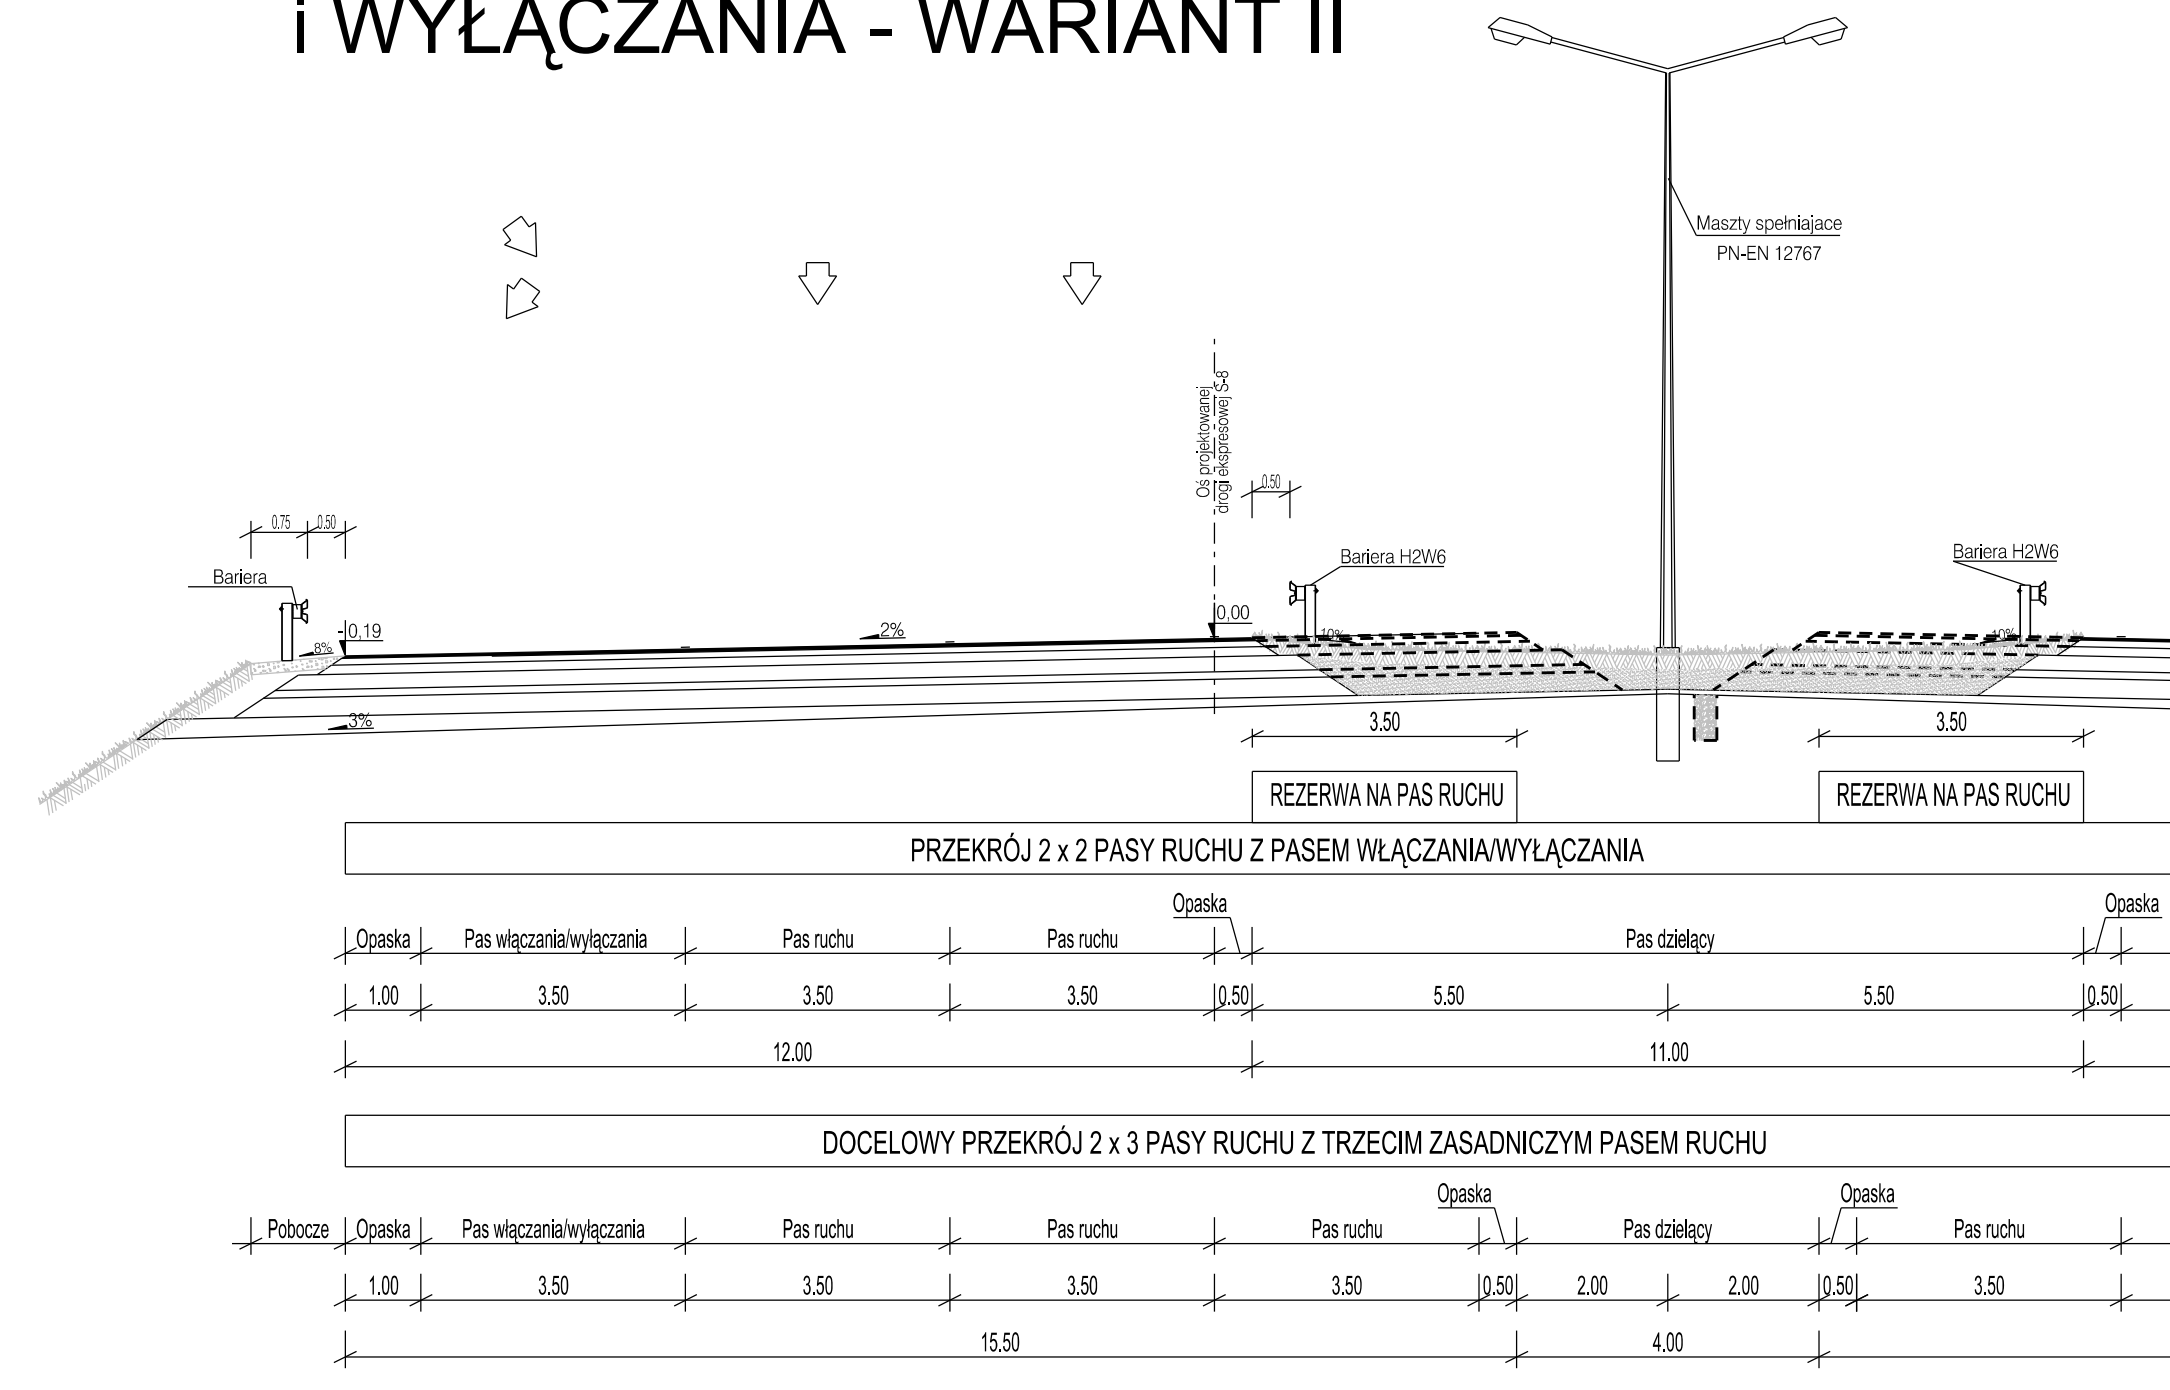 i WYŁĄCZANIA - WARIANT II
Maszty spełniajace
PN-EN 12767
Oś projektowanej
drogi ekspresowej S-8
0.50
0.75
0.50
Bariera
Bariera H2W6
Bariera H2W6
-0,19
8%
2%
0,00
10%
10%
3%
3.50
3.50
REZERWA NA PAS RUCHU
REZERWA NA PAS RUCHU
PRZEKRÓJ 2 x 2 PASY RUCHU Z PASEM WŁĄCZANIA/WYŁĄCZANIA
Opaska
Opaska
Opaska
Pas włączania/wyłączania
Pas ruchu
Pas ruchu
Pas dzielący
1.00
3.50
3.50
3.50
0.50
5.50
5.50
0.50
12.00
11.00
DOCELOWY PRZEKRÓJ 2 x 3 PASY RUCHU Z TRZECIM ZASADNICZYM PASEM RUCHU
Opaska
Opaska
Pobocze
Opaska
Pas włączania/wyłączania
Pas ruchu
Pas ruchu
Pas ruchu
Pas dzielący
Pas ruchu
1.00
3.50
3.50
3.50
3.50
0.50
2.00
2.00
0.50
3.50
15.50
4.00